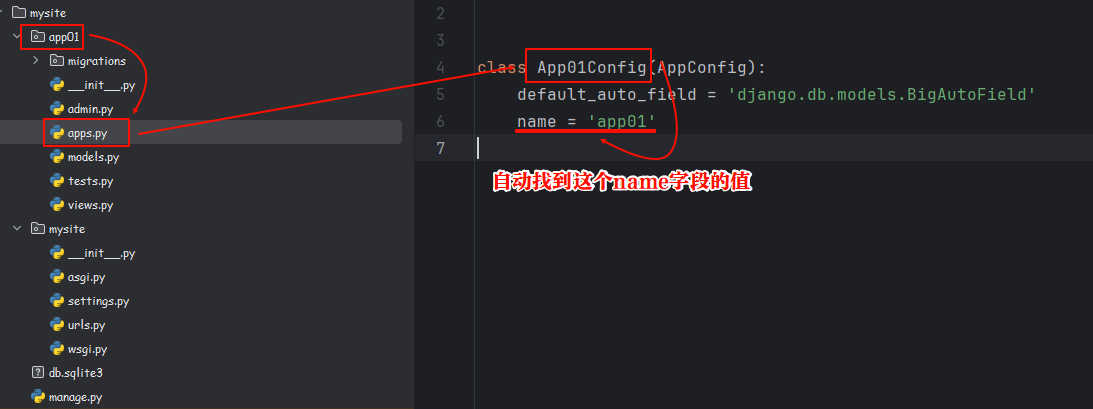 mysite
app01
migrations
__init__.py
admin.py
apps.py
models.py
tests.py
views.py
mysite
__init__.py
asgi.py
settings.py
urls.py
wsgi.py
db.sqlite3
manage.py
2
3
4 class App01Config(AppConfig):
5 default_auto_field = 'django.db.models.BigAutoField'
6 name = 'app01'
7
自动找到这个name字段的值